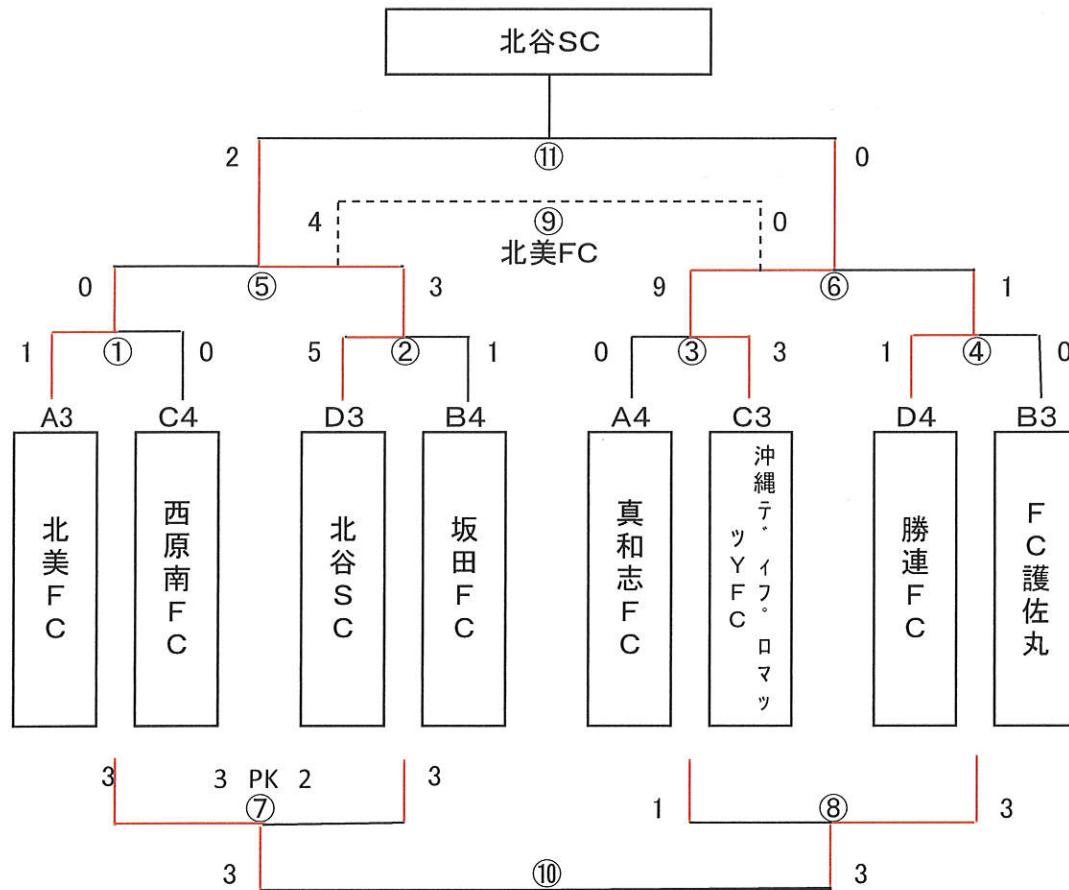 北谷SC
2 ⑪ 0
4 ⑨ 0
北美FC
0 ⑤ 3 9 ⑥ 1
1 ① 0 5 ② 1 0 ③ 3 1 ④ 0
A3 C4 D3 B4 A4 C3 D4 B3
北美FC
西原南FC
北谷SC
坂田FC
真和志FC
沖縄ディプロマッ
ツYFC
勝連FC
FC護佐丸
3 3 PK 2 3
⑦ 1 ⑧ 3
3 ⑩ 3